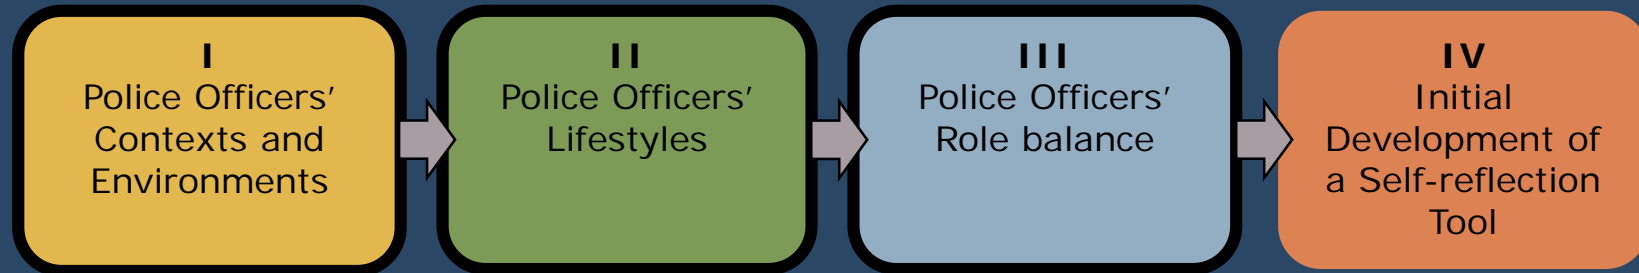 I
Police Officers’
Contexts and
Environments
II
Police Officers’
Lifestyles
III
Police Officers’
Role balance
IV
Initial
Development of
a Self-reflection
Tool